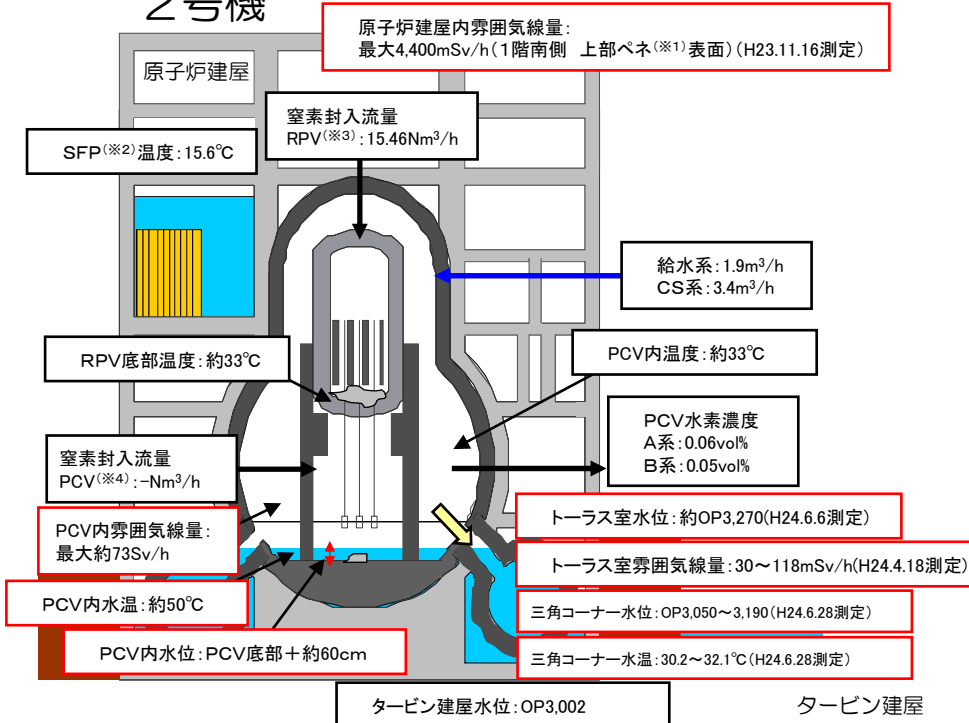 2号機
原子炉建屋内雰囲気線量:
最大4,400mSv/h(1階南側 上部ペネ(※1)表面)(H23.11.16測定)
原子炉建屋
窒素封入流量
RPV(※3):15.46Nm3/h
SFP(※2)温度:15.6℃
給水系:1.9m3/h
CS系:3.4m3/h
RPV底部温度:約33℃
PCV内温度:約33℃
PCV水素濃度
A系:0.06vol%
B系:0.05vol%
窒素封入流量
PCV(※4):-Nm3/h
PCV内雰囲気線量:
最大約73Sv/h
トーラス室水位:約OP3,270(H24.6.6測定)
トーラス室雰囲気線量:30~118mSv/h(H24.4.18測定)
PCV内水温:約50℃
三角コーナー水位:OP3,050~3,190(H24.6.28測定)
PCV内水位:PCV底部+約60cm
三角コーナー水温:30.2~32.1℃(H24.6.28測定)
タービン建屋水位:OP3,002
タービン建屋